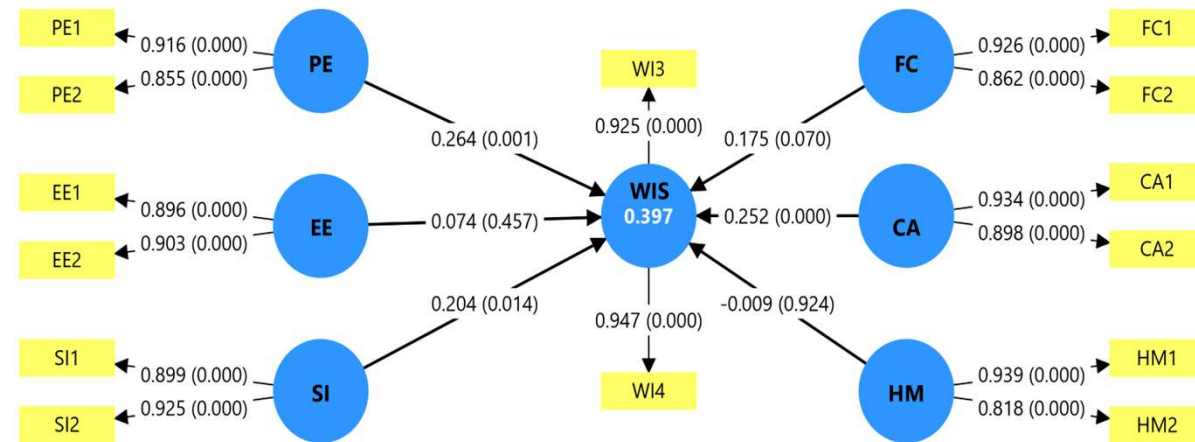 PE1
0.916 (0.000)
PE
0.855 (0.000)
PE2
0.264 (0.001)
EE1
0.896 (0.000)
EE
0.903 (0.000)
EE2
0.074 (0.457)
SI1
0.899 (0.000)
SI
0.925 (0.000)
SI2
0.204 (0.014)
WI3
0.925 (0.000)
WIS
0.397
0.947 (0.000)
WI4
FC
0.926 (0.000)
FC1
0.862 (0.000)
FC2
0.175 (0.070)
CA
0.934 (0.000)
CA1
0.898 (0.000)
CA2
0.252 (0.000)
HM
0.939 (0.000)
HM1
0.818 (0.000)
HM2
-0.009 (0.924)